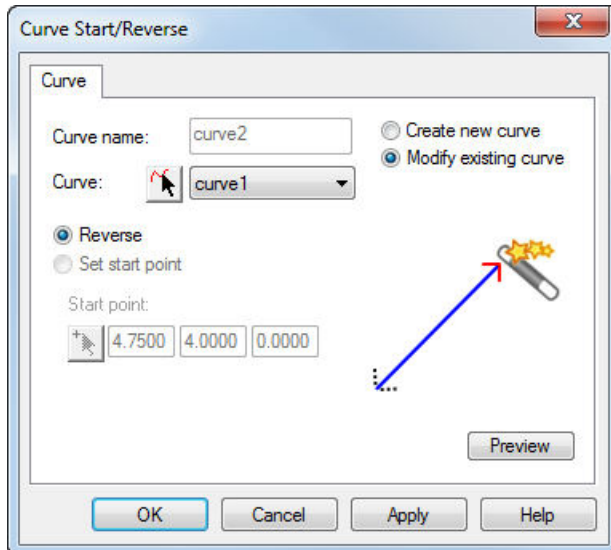 Curve Start/Reverse
Curve
Curve name: curve2
Create new curve
Modify existing curve
Curve: curve1
Reverse
Set start point
Start point:
4.7500 4.0000 0.0000
Preview
OK Cancel Apply Help